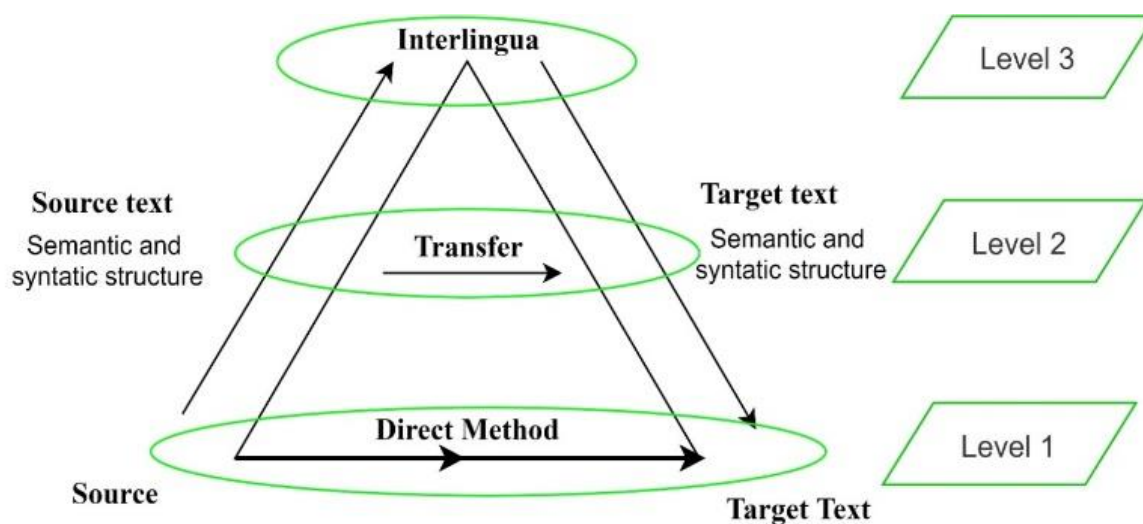 Interlingua
Level 3
Source text
Semantic and
syntatic structure
Transfer
Target text
Semantic and
syntatic structure
Level 2
Direct Method
Level 1
Source
Target Text